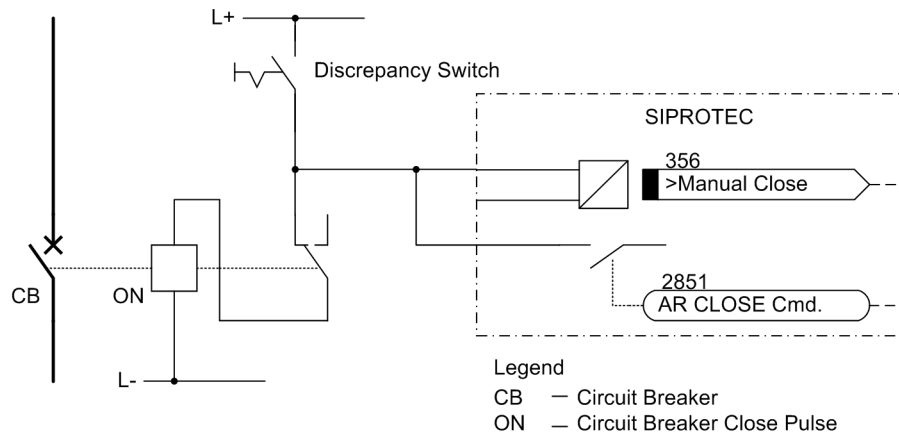 L+
Discrepancy Switch
SIPROTEC
356
>Manual Close
CB
ON
2851
AR CLOSE Cmd.
L-
Legend
CB – Circuit Breaker
ON – Circuit Breaker Close Pulse